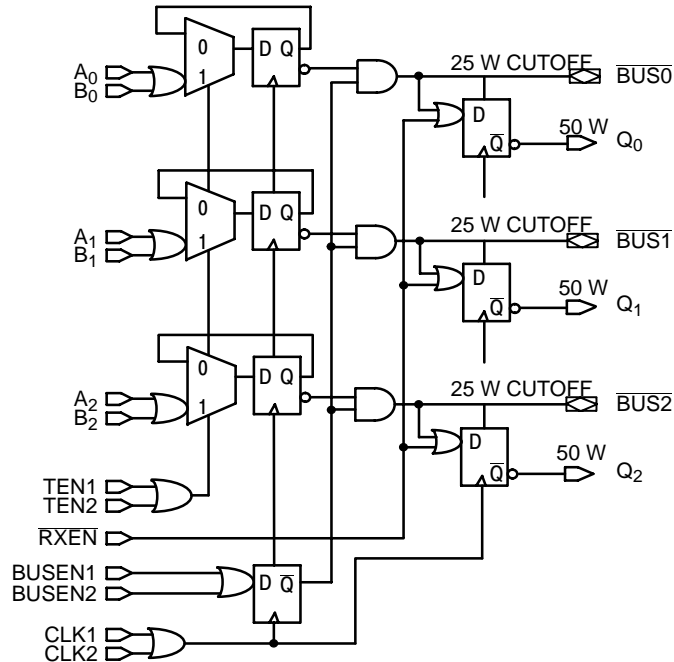 0
1
D Q
A0
B0
25 W CUTOFF
BUS0
D
Q
50 W
Q0
0
1
D Q
A1
B1
25 W CUTOFF
BUS1
D
Q
50 W
Q1
0
1
D Q
A2
B2
25 W CUTOFF
BUS2
D
Q
50 W
Q2
TEN1
TEN2
RXEN
BUSEN1
BUSEN2
D Q
CLK1
CLK2